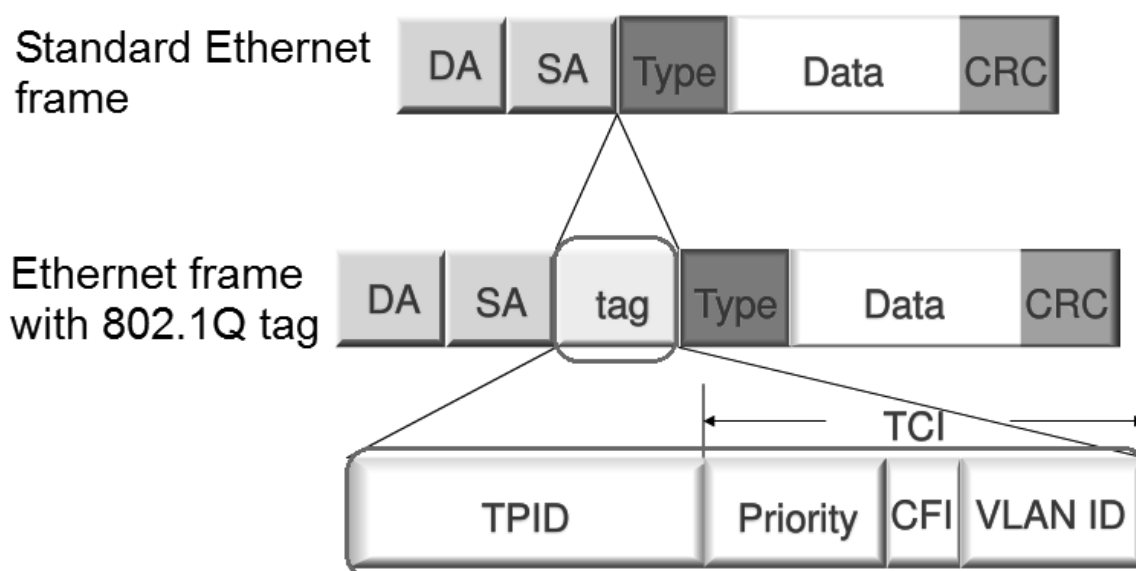 Standard Ethernet
frame
DA SA Type Data CRC
Ethernet frame
with 802.1Q tag
DA SA tag Type Data CRC
TCI
TPID Priority CFI VLAN ID